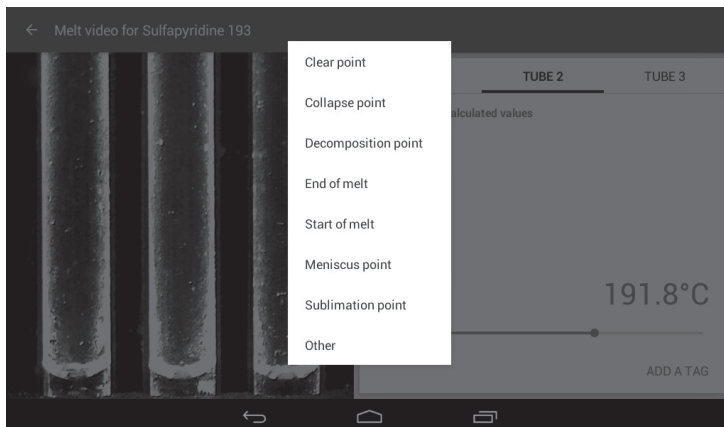 Melt video for Sulfapyridine 193
Clear point
Collapse point
Decomposition point
End of melt
Start of melt
Meniscus point
Sublimation point
Other
TUBE 2
TUBE 3
alculated values
191.8°C
ADD A TAG